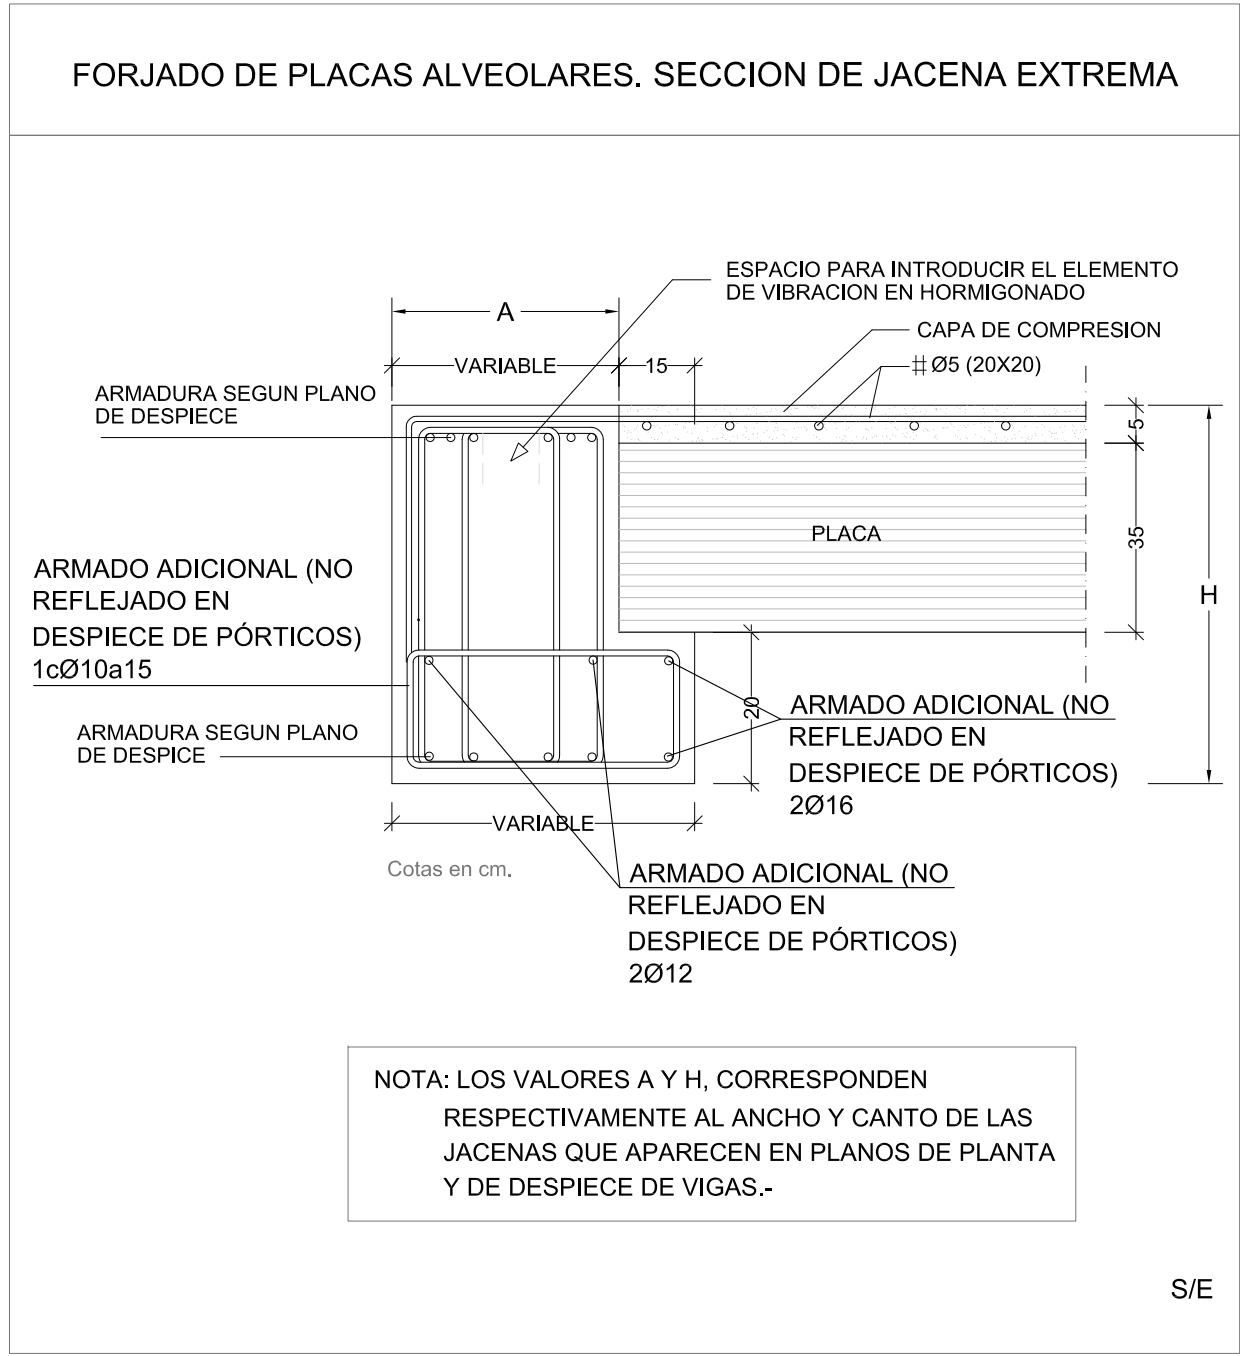 FORJADO DE PLACAS ALVEOLARES. SECCION DE JACENA EXTREMA
ESPACIO PARA INTRODUCIR EL ELEMENTO
DE VIBRACION EN HORMIGONADO
A
CAPA DE COMPRESION
VARIABLE
15
# Ø5 (20X20)
ARMADURA SEGUN PLANO
DE DESPIECE
5
PLACA
35
ARMADO ADICIONAL (NO
REFLEJADO EN
DESPIECE DE PÓRTICOS)
1cØ10a15
H
ARMADURA SEGUN PLANO
DE DESPICE
20
ARMADO ADICIONAL (NO
REFLEJADO EN
DESPIECE DE PÓRTICOS)
2Ø16
VARIABLE
Cotas en cm.
ARMADO ADICIONAL (NO
REFLEJADO EN
DESPIECE DE PÓRTICOS)
2Ø12
NOTA: LOS VALORES A Y H, CORRESPONDEN
RESPECTIVAMENTE AL ANCHO Y CANTO DE LAS
JACENAS QUE APARECEN EN PLANOS DE PLANTA
Y DE DESPIECE DE VIGAS.-
S/E